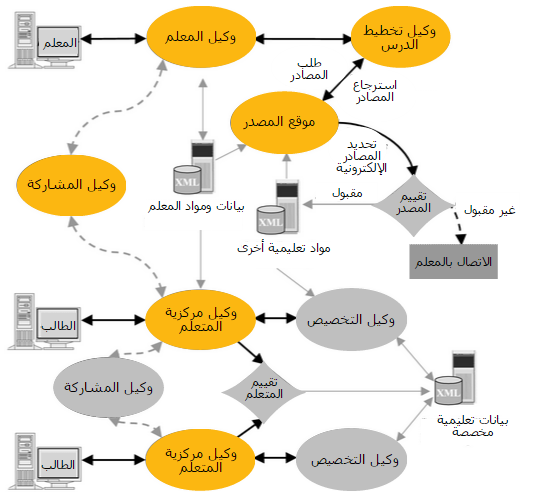 المعلم
وكيل المعلم
وكيل تخطيط
الدرس
طلب
المصادر
استرجاع
المصادر
موقع المصدر
تحديد
المصادر
الإلكترونية
XML
وكيل المشاركة
بيانات ومواد المعلم
XML
مقبول
تقييم
المصدر
غير مقبول
مواد تعليمية أخرى
الاتصال بالمعلم
الطالب
وكيل مركزية
المتعلم
وكيل التخصيص
وكيل المشاركة
تقييم
المتعلم
XML
بيانات تعليمية
مخصصة
الطالب
وكيل مركزية
المتعلم
وكيل التخصيص